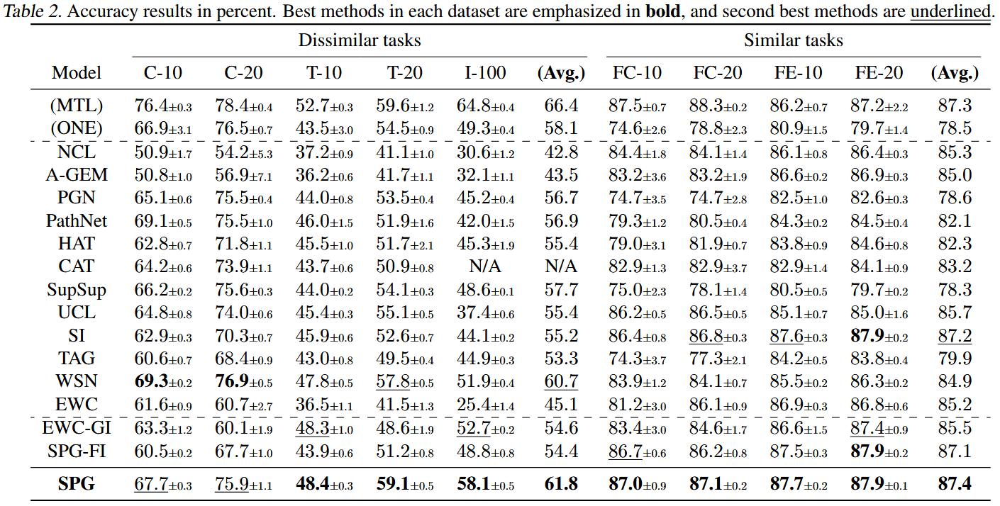 Table 2. Accuracy results in percent. Best methods in each dataset are emphasized in bold, and second best methods are underlined.
Dissimilar tasks Similar tasks
Model C-10 C-20 T-10 T-20 I-100 (Avg.) FC-10 FC-20 FE-10 FE-20 (Avg.)
(MTL) 76.4±0.3 78.4±0.4 52.7±0.3 59.6±1.2 64.8±0.4 66.4 87.5±0.7 88.3±0.2 86.2±0.7 87.2±2.2 87.3
(ONE) 66.9±3.1 76.5±0.7 43.5±3.0 54.5±0.9 49.3±0.4 58.1 74.6±2.6 78.8±2.3 80.9±1.5 79.7±1.4 78.5
NCL 50.9±1.7 54.2±5.3 37.2±0.9 41.1±1.0 30.6±1.2 42.8 84.4±1.8 84.1±1.4 86.1±0.8 86.4±0.3 85.3
A-GEM 50.8±1.0 56.9±7.1 36.2±0.6 41.7±1.1 32.1±1.1 43.5 83.2±3.6 83.2±1.9 86.6±0.2 86.9±0.3 85.0
PGN 65.1±0.6 75.5±0.4 44.0±0.8 53.5±0.4 45.2±0.4 56.7 74.7±3.5 74.7±2.8 82.5±1.0 82.6±0.3 78.6
PathNet 69.1±0.5 75.5±1.0 46.0±1.5 51.9±1.6 42.0±1.5 56.9 79.3±1.2 80.5±0.4 84.3±0.2 84.5±0.4 82.1
HAT 62.8±0.7 71.8±1.1 45.5±1.0 51.7±2.1 45.3±1.9 55.4 79.0±3.1 81.9±0.7 83.8±0.9 84.6±0.8 82.3
CAT 64.2±0.6 73.9±1.1 43.7±0.6 50.9±0.8 N/A N/A 82.9±1.3 82.9±3.7 82.9±1.4 84.1±0.9 83.2
SupSup 66.2±0.2 75.6±0.3 44.0±0.2 54.1±0.3 48.6±0.1 57.7 75.0±2.3 78.1±1.4 80.5±0.5 79.7±0.2 78.3
UCL 64.8±0.8 74.0±0.6 45.4±0.3 55.1±0.5 37.4±0.6 55.4 86.2±0.5 86.5±0.5 85.1±0.7 85.0±1.6 85.7
SI 62.9±0.3 70.3±0.7 45.9±0.6 52.6±0.7 44.1±0.2 55.2 86.4±0.8 86.8±0.3 87.6±0.3 87.9±0.2 87.2
TAG 60.6±0.7 68.4±0.9 43.0±0.8 49.5±0.4 44.9±0.3 53.3 74.3±3.7 77.3±2.1 84.2±0.5 83.8±0.4 79.9
WSN 69.3±0.2 76.9±0.5 47.8±0.5 57.8±0.5 51.9±0.4 60.7 83.9±1.2 84.1±0.7 85.5±0.2 86.3±0.2 84.9
EWC 61.6±0.9 60.7±2.7 36.5±1.1 41.5±1.3 25.4±1.4 45.1 81.2±3.0 86.1±0.9 86.9±0.3 86.8±0.6 85.2
EWC-GI 63.3±1.2 60.1±1.9 48.3±1.0 48.6±1.9 52.7±0.2 54.6 83.4±3.0 84.6±1.7 86.6±1.5 87.4±0.9 85.5
SPG-FI 60.5±0.2 67.7±1.0 43.9±0.6 51.2±0.8 48.8±0.8 54.4 86.7±0.6 86.2±0.8 87.5±0.3 87.9±0.2 87.1
SPG 67.7±0.3 75.9±1.1 48.4±0.3 59.1±0.5 58.1±0.5 61.8 87.0±0.9 87.1±0.2 87.7±0.2 87.9±0.1 87.4